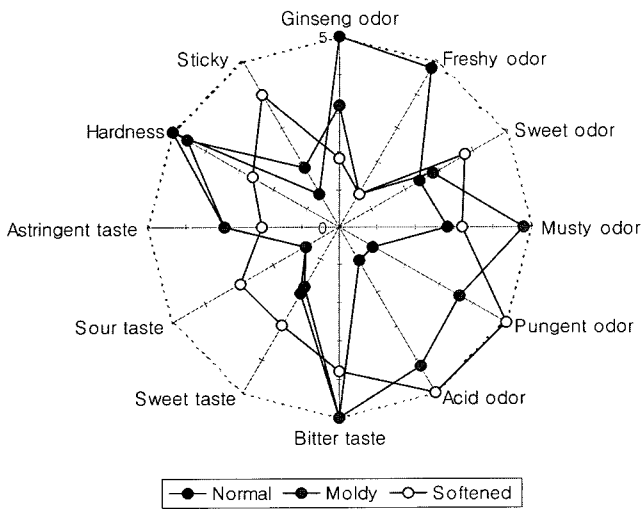 Ginseng odor
5
Sticky
Freshy odor
Hardness
Sweet odor
Astringent taste
0
Musty odor
Sour taste
Pungent odor
Sweet taste
Acid odor
Bitter taste
Normal Moldy Softened